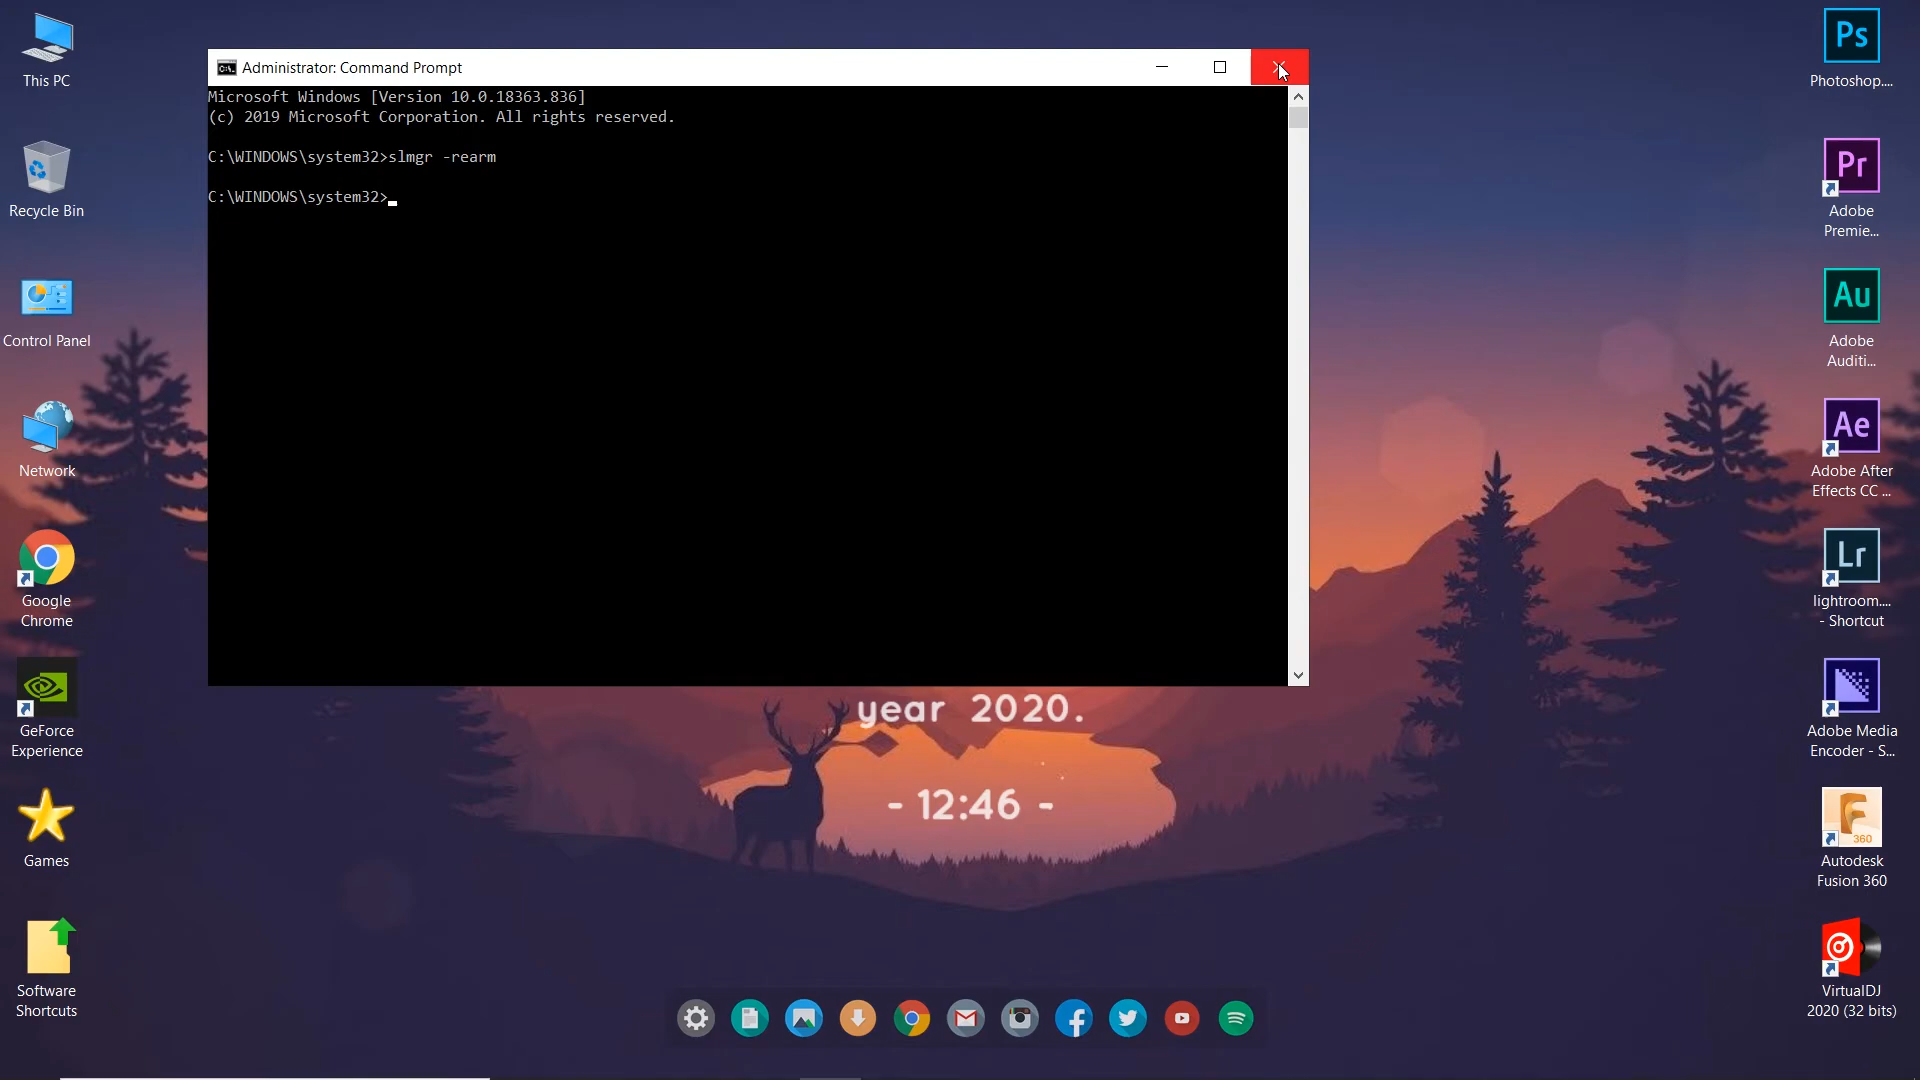 This PC
Recycle Bin
Control Panel
Network
Google
Chrome
GeForce
Experience
Games
Software
Shortcuts
Administrator: Command Prompt
Microsoft Windows [Version 10.0.18363.836]
(c) 2019 Microsoft Corporation. All rights reserved.
C:\WINDOWS\system32>slmgr -rearm
C:\WINDOWS\system32>
year 2020.
- 12:46 -
Ps
Photoshop....
Pr
Adobe
Premie...
Au
Adobe
Auditi...
Ae
Adobe After
Effects CC ...
Lr
lightroom....
- Shortcut
Adobe Media
Encoder - S...
F
360
Autodesk
Fusion 360
VirtualDJ
2020 (32 bits)